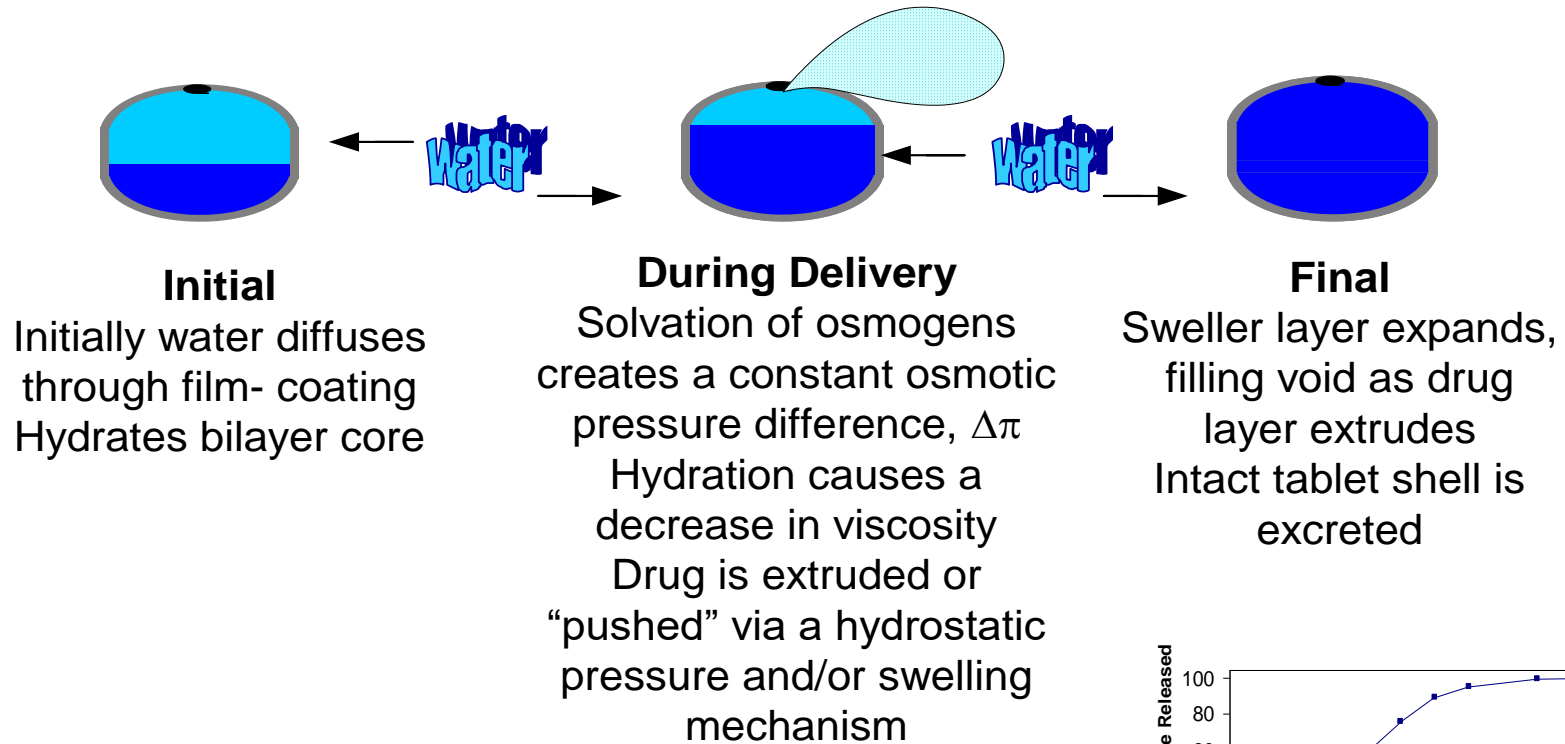 Water
Water
Initial
Initially water diffuses
through film- coating
Hydrates bilayer core
During Delivery
Solvation of osmogens
creates a constant osmotic
pressure difference, Δπ
Hydration causes a
decrease in viscosity
Drug is extruded or
“pushed” via a hydrostatic
pressure and/or swelling
mechanism
Final
Sweller layer expands,
filling void as drug
layer extrudes
Intact tablet shell is
excreted
Released
100
80